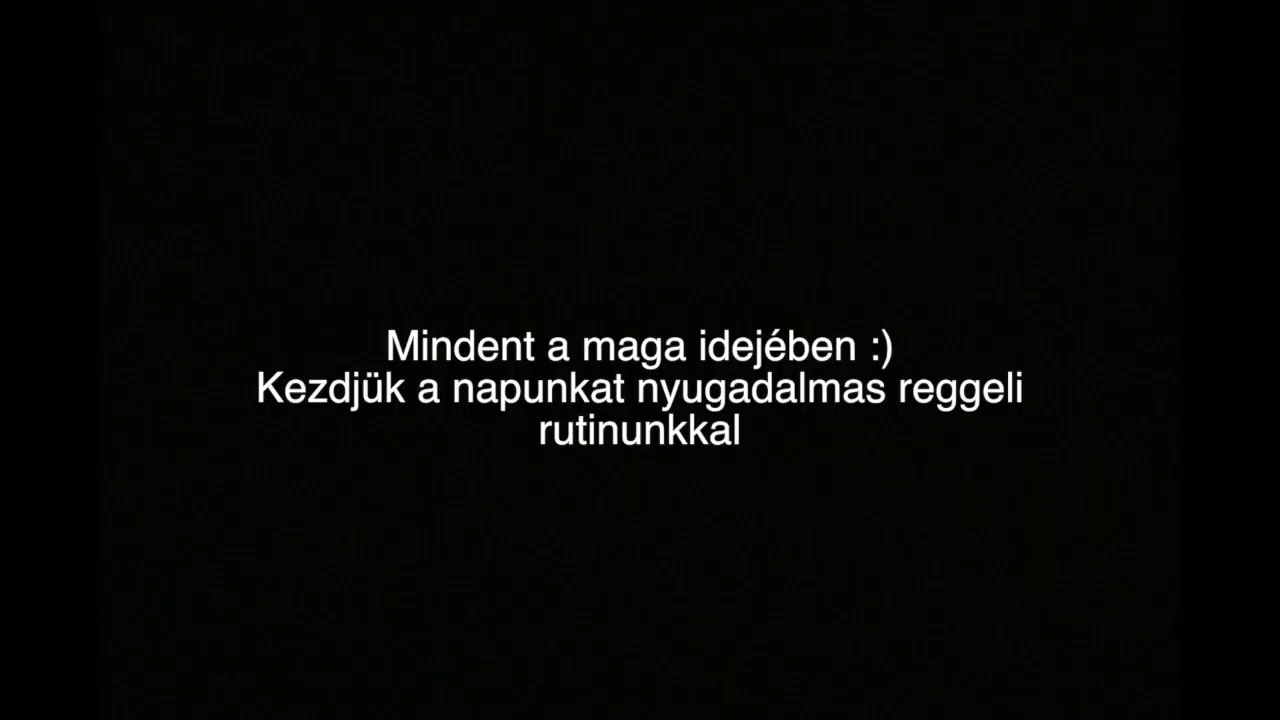 Mindent a maga idejében :)
Kezdjük a napunkat nyugadalmas reggeli
rutinunkkal